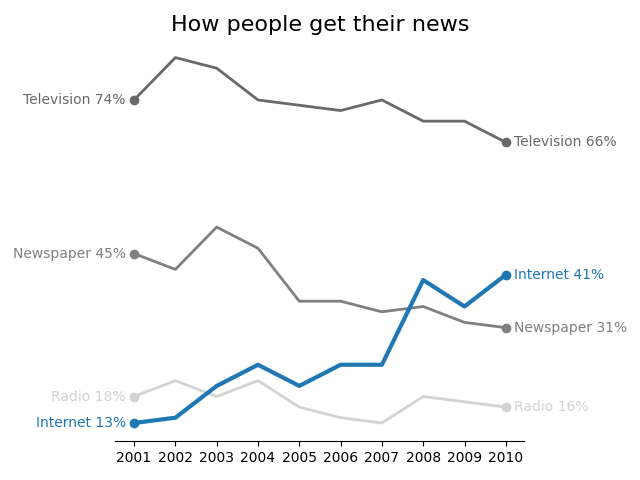 How people get their news
Television 74%
Television 66%
Newspaper 45%
Internet 41%
Newspaper 31%
Radio 18%
Radio 16%
Internet 13%
2001 2002 2003 2004 2005 2006 2007 2008 2009 2010